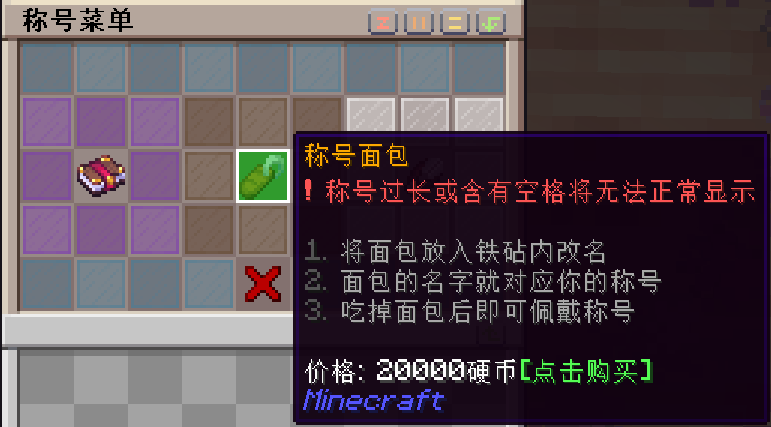 称号菜单
称号面包
! 称号过长或含有空格将无法正常显示
1. 将面包放入铁砧内改名
2. 面包的名字就对应你的称号
3. 吃掉面包后即可佩戴称号
价格: 20000硬币[点击购买]
Minecraft